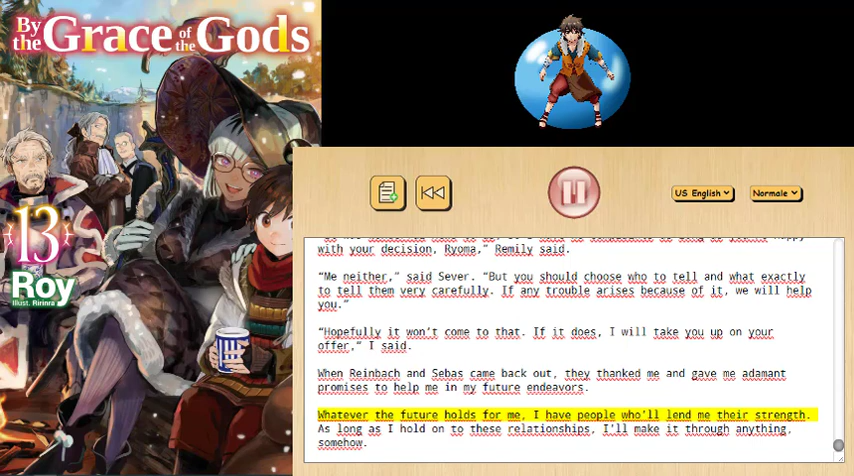 By the Grace of the Gods
13
Roy
Illust. Ririnra
US English
Normale
with your decision, Ryoma,” Remily said.
“Me neither,” said Sever. “But you should choose who to tell and what exactly
to tell them very carefully. If any trouble arises because of it, we will help
you.”
“Hopefully it won’t come to that. If it does, I will take you up on your
offer,” I said.
When Reinbach and Sebas came back out, they thanked me and gave me adamant
promises to help me in my future endeavors.
Whatever the future holds for me, I have people who’ll lend me their strength.
As long as I hold on to these relationships, I’ll make it through anything,
somehow.